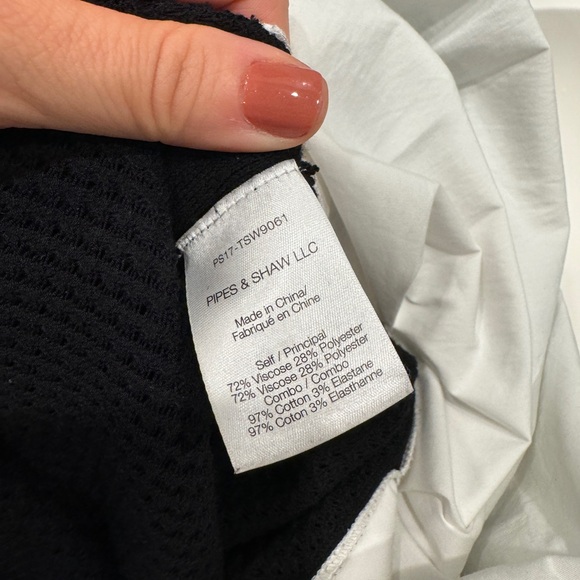 PS17-TSW9061
PIPES & SHAW LLC
Made in China/
Fabriqué en Chine
Self / Principal
72% Viscose 28% Polyester
72% Viscose 28% Polyester
Combo / Combo
97% Cotton 3% Elastane
97% Cotton 3% Elasthanne